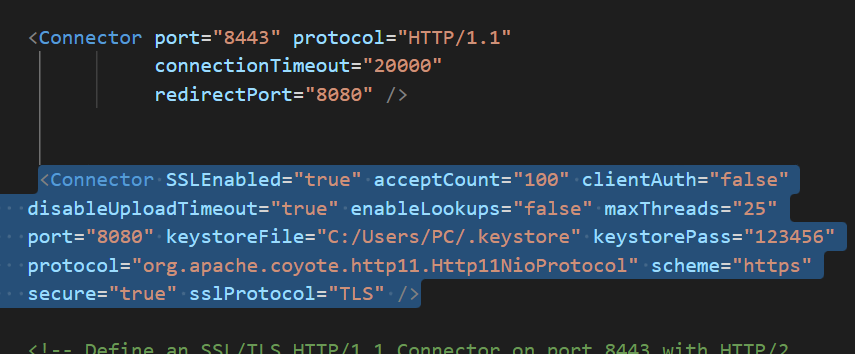 <Connector port="8443" protocol="HTTP/1.1"
connectionTimeout="20000"
redirectPort="8080" />
<Connector SSLEnabled="true" acceptCount="100" clientAuth="false"
disableUploadTimeout="true" enableLookups="false" maxThreads="25"
port="8080" keystoreFile="C:/Users/PC/.keystore" keystorePass="123456"
protocol="org.apache.coyote.http11.Http11NioProtocol" scheme="https"
secure="true" sslProtocol="TLS" />
<!-- Define an SSL/TLS HTTP/1.1 Connector on port 8443 with HTTP/2